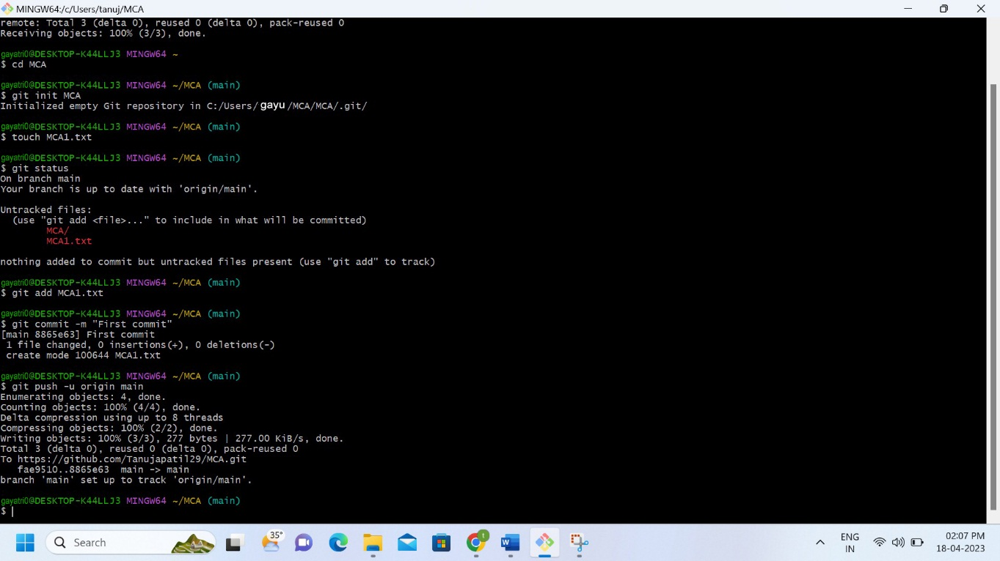 MINGW64:/c/Users/tanuj/MCA
remote: Total 3 (delta 0), reused 0 (delta 0), pack-reused 0
Receiving objects: 100% (3/3), done.
gayatri0@DESKTOP-K44LLJ3 MINGW64 ~
$ cd MCA
gayatri0@DESKTOP-K44LLJ3 MINGW64 ~/MCA (main)
$ git init MCA
Initialized empty Git repository in C:/Users/ gayu /MCA/MCA/.git/
gayatri0@DESKTOP-K44LLJ3 MINGW64 ~/MCA (main)
$ touch MCA1.txt
gayatri0@DESKTOP-K44LLJ3 MINGW64 ~/MCA (main)
$ git status
On branch main
Your branch is up to date with 'origin/main'.
Untracked files:
(use "git add <file>..." to include in what will be committed)
MCA/
MCA1.txt
nothing added to commit but untracked files present (use "git add" to track)
gayatri0@DESKTOP-K44LLJ3 MINGW64 ~/MCA (main)
$ git add MCA1.txt
gayatri0@DESKTOP-K44LLJ3 MINGW64 ~/MCA (main)
$ git commit -m "First commit"
[main 8865e63] First commit
1 file changed, 0 insertions(+), 0 deletions(-)
create mode 100644 MCA1.txt
gayatri0@DESKTOP-K44LLJ3 MINGW64 ~/MCA (main)
$ git push -u origin main
Enumerating objects: 4, done.
Counting objects: 100% (4/4), done.
Delta compression using up to 8 threads
Compressing objects: 100% (2/2), done.
Writing objects: 100% (3/3), 277 bytes | 277.00 KiB/s, done.
Total 3 (delta 0), reused 0 (delta 0), pack-reused 0
To https://github.com/Tanujapatil29/MCA.git
fae9510..8865e63 main -> main
branch 'main' set up to track 'origin/main'.
gayatri0@DESKTOP-K44LLJ3 MINGW64 ~/MCA (main)
$
Search
35°
1
W
ENG
IN
02:07 PM
18-04-2023